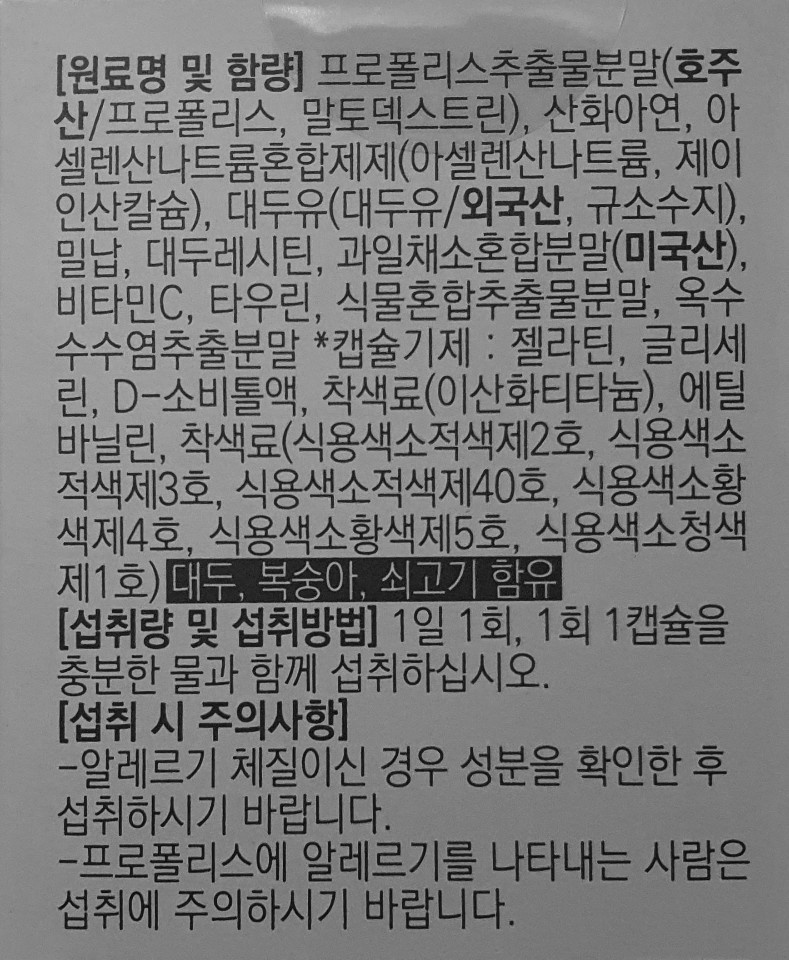 [원료명 및 함량] 프로폴리스추출물분말(호주
산/프로폴리스, 말토덱스트린), 산화아연, 아
셀렌산나트륨혼합제제(아셀렌산나트륨, 제이
인산칼슘), 대두유(대두유/외국산, 규소수지),
밀납, 대두레시틴, 과일채소혼합분말(미국산),
비타민C, 타우린, 식물혼합추출물분말, 옥수
수수염추출분말 *캡슐기제 : 젤라틴, 글리세
린, D-소비톨액, 착색료(이산화티타늄), 에틸
바닐린, 착색료(식용색소적색제2호, 식용색소
적색제3호, 식용색소적색제40호, 식용색소황
색제4호, 식용색소황색제5호, 식용색소청색
제1호) 대두, 복숭아, 쇠고기 함유
[섭취량 및 섭취방법] 1일 1회, 1회 1캡슐을
충분한 물과 함께 섭취하십시오.
[섭취 시 주의사항]
-알레르기 체질이신 경우 성분을 확인한 후
섭취하시기 바랍니다.
-프로폴리스에 알레르기를 나타내는 사람은
섭취에 주의하시기 바랍니다.